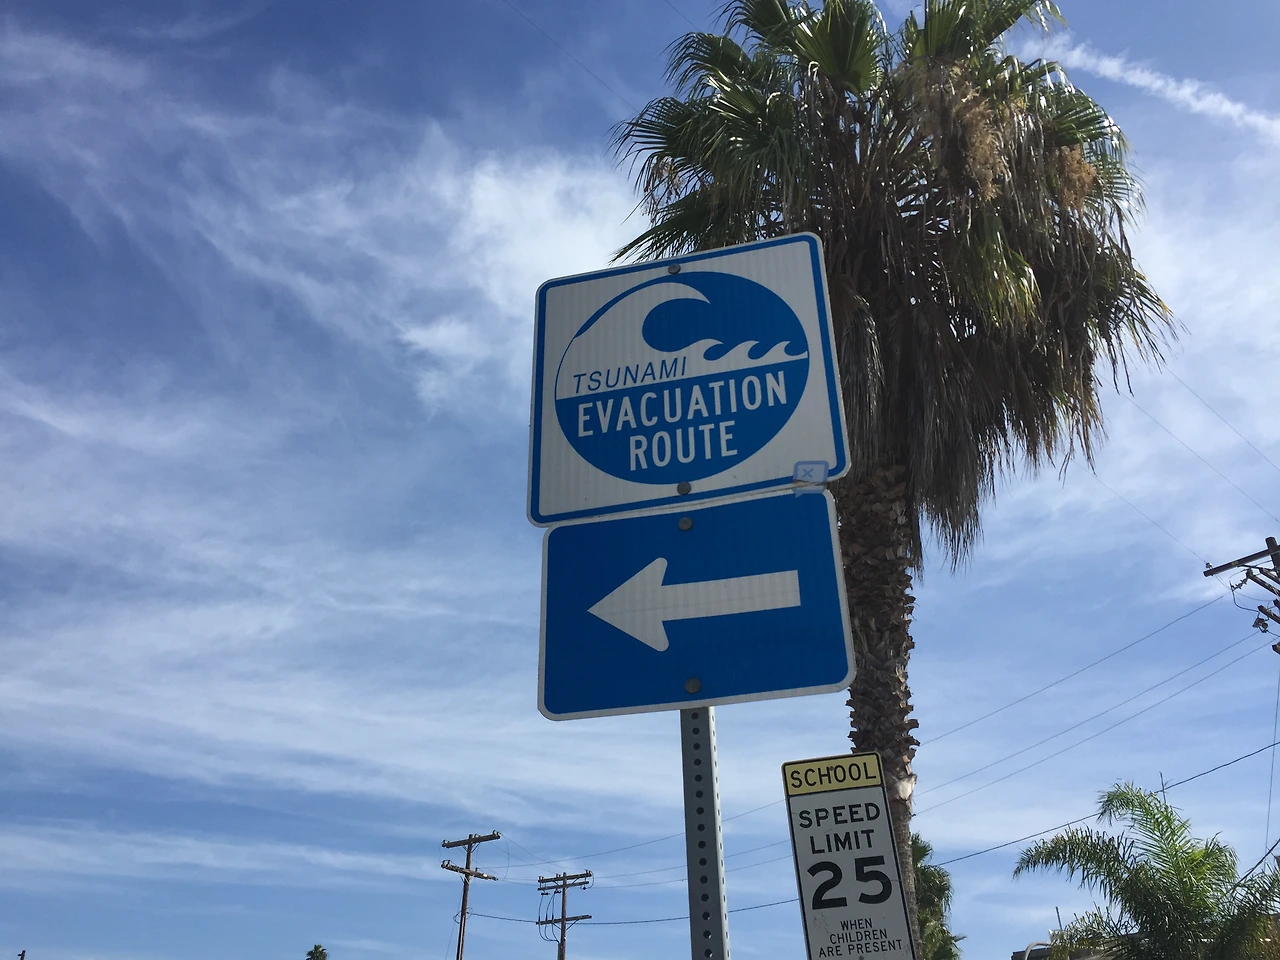 TSUNAMI
EVACUATION
ROUTE
SCHOOL
SPEED
LIMIT
25
WHEN
CHILDREN
ARE PRESENT